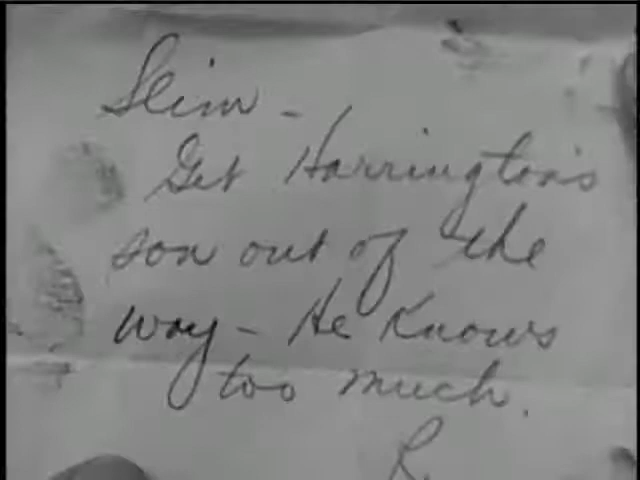 Slim -
Get Harrington's
son out of the
way - He Knows
too much.
R.